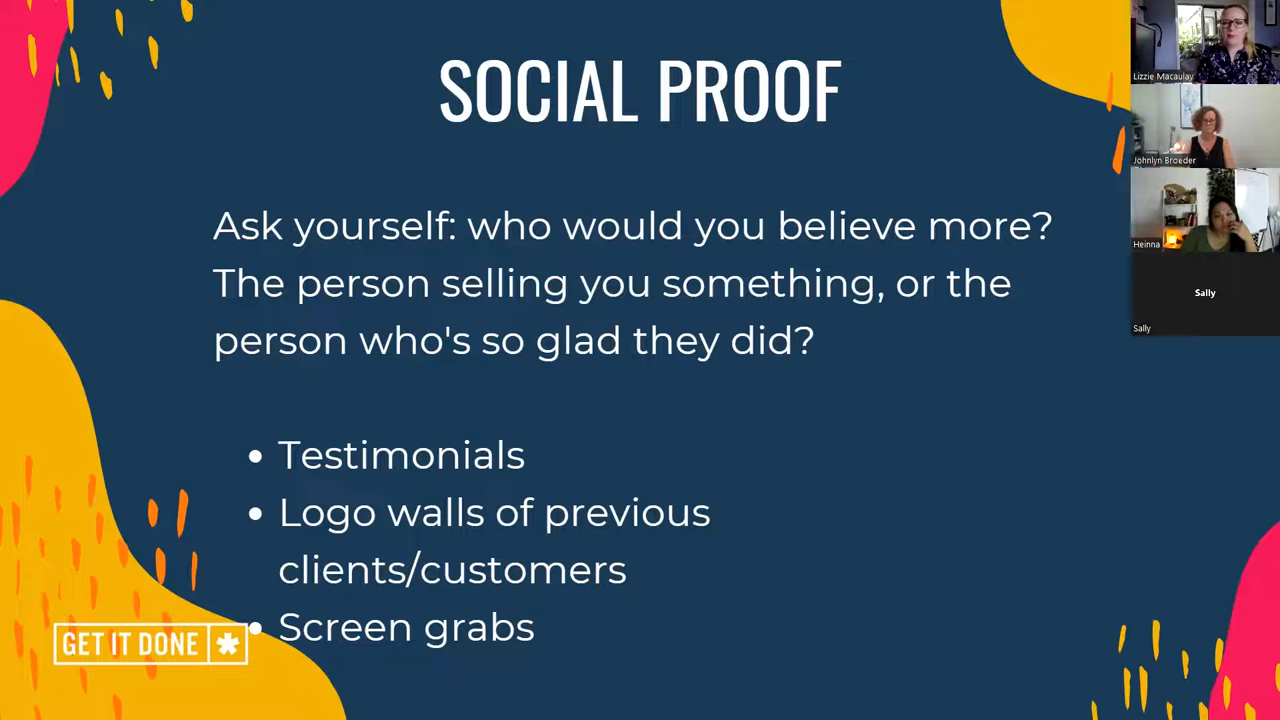 SOCIAL PROOF
Ask yourself: who would you believe more?
The person selling you something, or the
person who's so glad they did?
• Testimonials
• Logo walls of previous
clients/customers
• Screen grabs
GET IT DONE *
Lizzie Macaulay
Johnlyn Broeder
Heinna
Sally
Sally